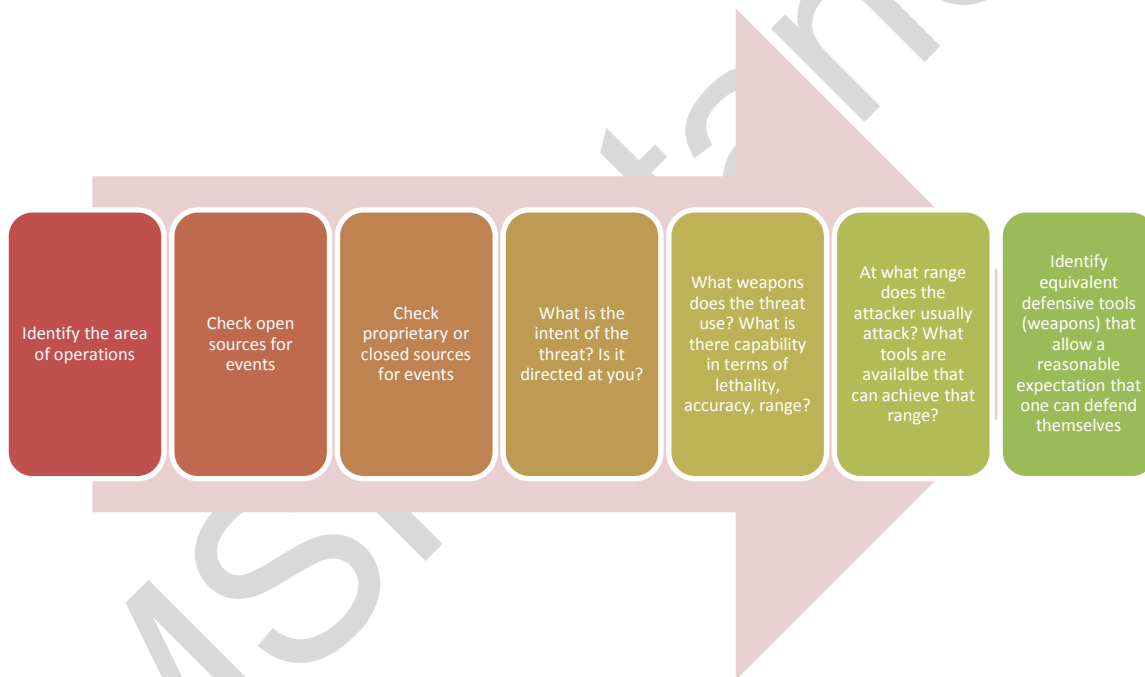 Identify the area
of operations
Check open
sources for
events
Check
proprietary or
closed sources
for events
What is the
intent of the
threat? Is it
directed at you?
What weapons
does the threat
use? What is
there capability
in terms of
lethality,
accuracy, range?
At what range
does the
attacker usually
attack? What
tools are
availalbe that
can achieve that
range?
Identify
equivalent
defensive tools
(weapons) that
allow a
reasonable
expectation that
one can defend
themselves